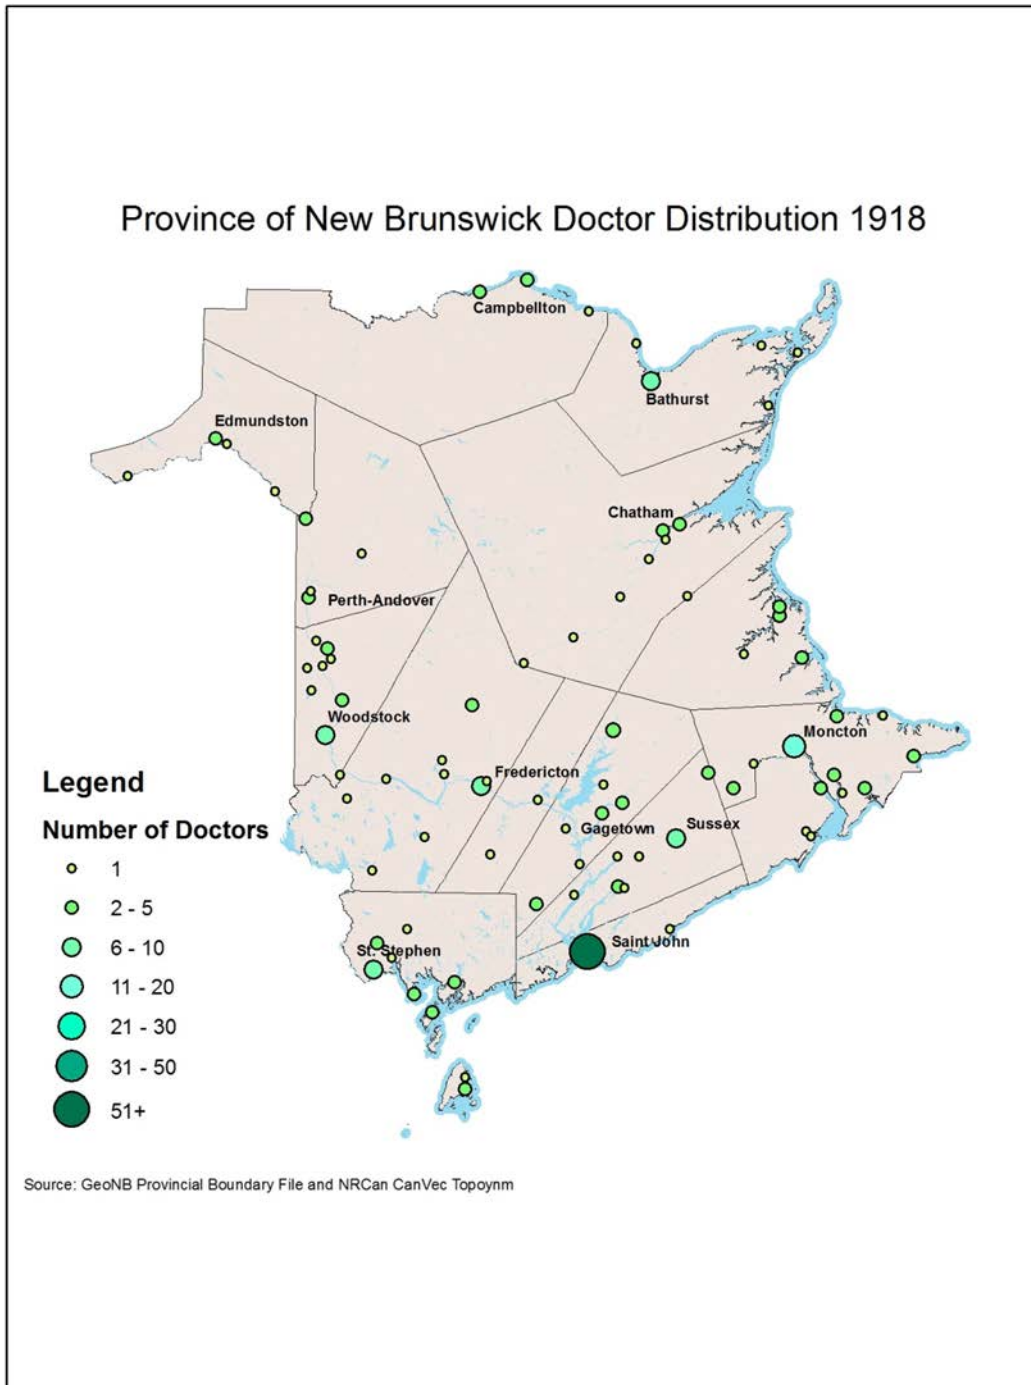 Province of New Brunswick Doctor Distribution 1918
Campbellton
Bathurst
Edmundston
Chatham
Perth-Andover
Woodstock
Moncton
Fredericton
Gagetown
Sussex
St. Stephen
Saint John
Legend
Number of Doctors
1
2 - 5
6 - 10
11 - 20
21 - 30
31 - 50
51+
Source: GeoNB Provincial Boundary File and NRCan CanVec Topoynm